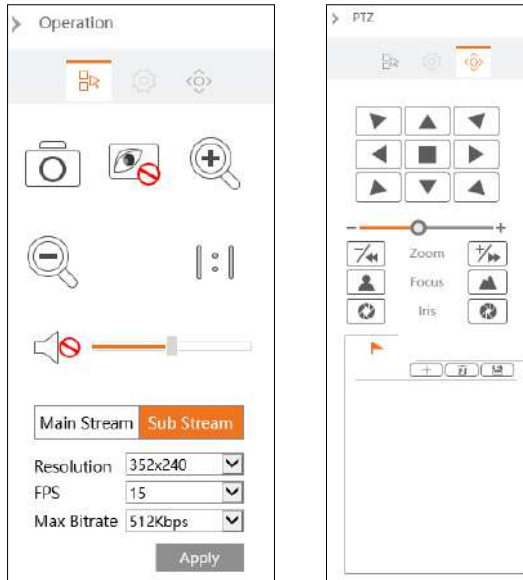 Operation
|:|
Main Stream Sub Stream
Resolution 352x240
FPS 15
Max Bitrate 512Kbps
Apply
PTZ
Zoom
Focus
Iris